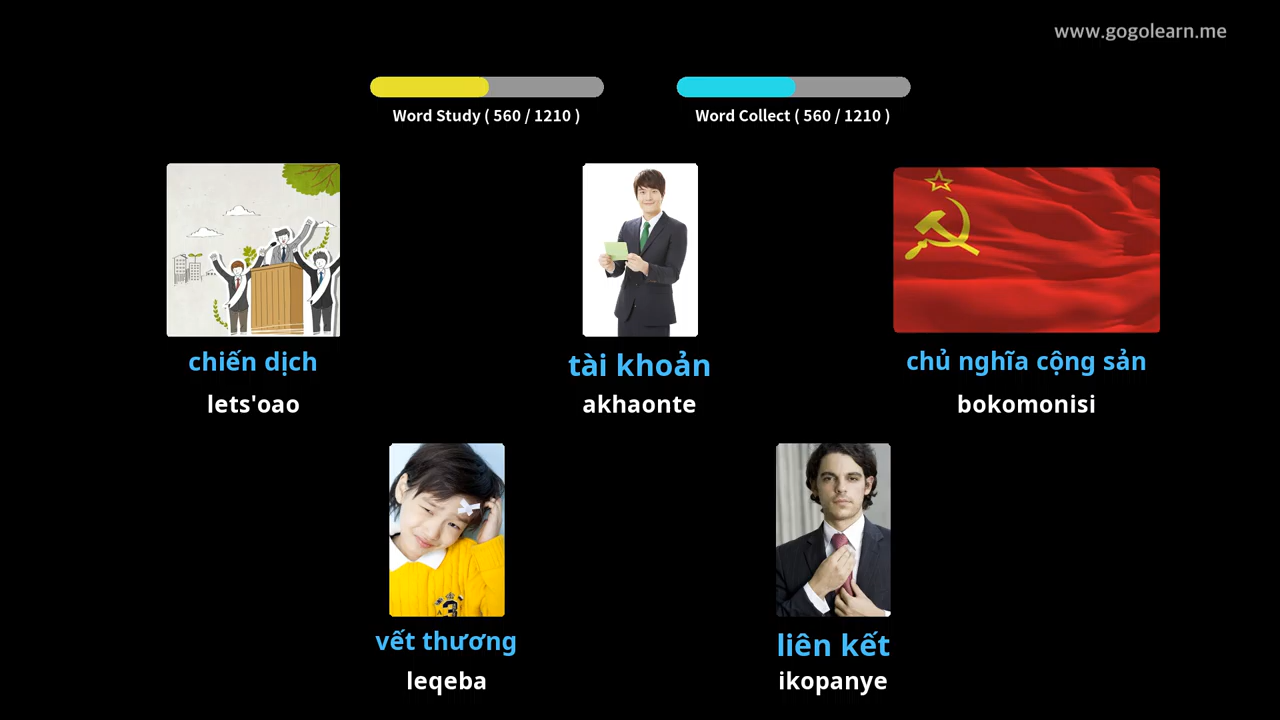 www.gogolearn.me
Word Study ( 560 / 1210 )
Word Collect ( 560 / 1210 )
chiến dịch
lets'oao
tài khoản
akhaonte
chủ nghĩa cộng sản
bokomonisi
3
vết thương
leqeba
liên kết
ikopanye